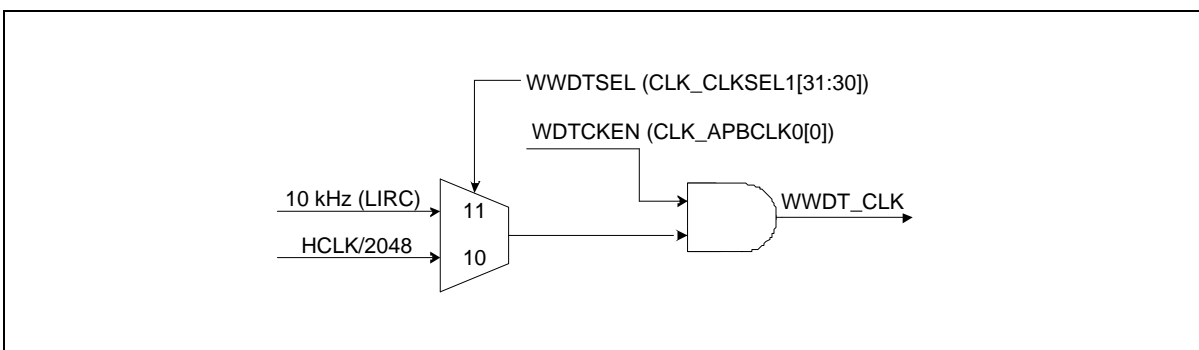 WWDTSEL (CLK_CLKSEL1[31:30])
WDTCKEN (CLK_APBCLK0[0])
10 kHz (LIRC)
11
WWDT_CLK
HCLK/2048
10